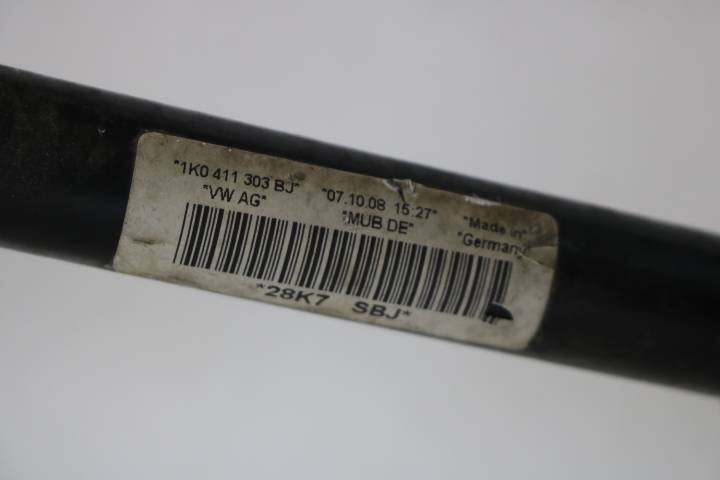 "1K0 411 303 BJ" "07.10.08 15:27" "Made in"
"VW AG" "MUB DE" "Germany"
*28K7 SBJ*